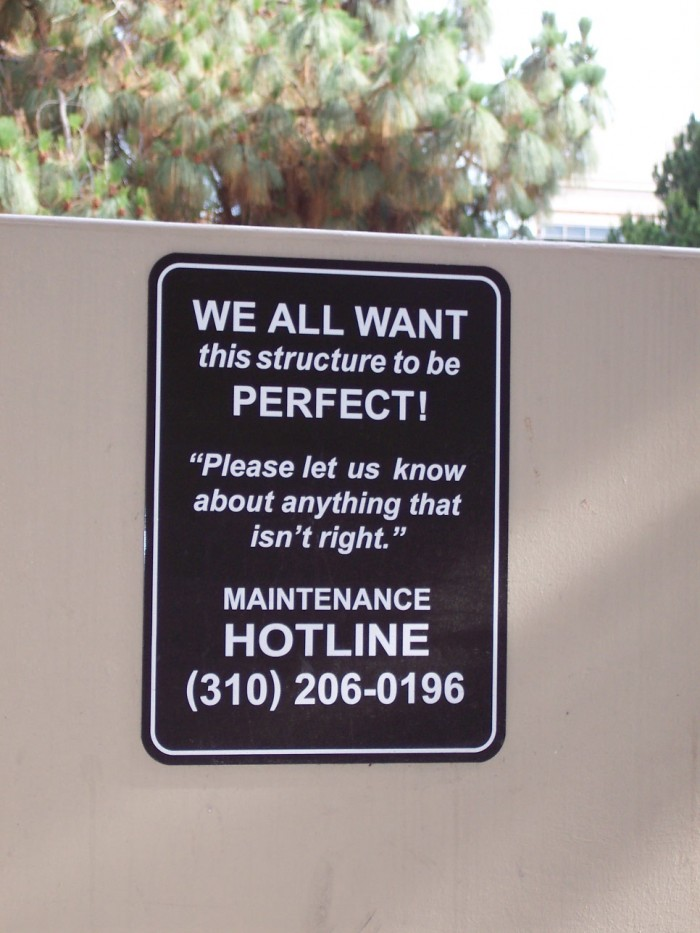 WE ALL WANT
this structure to be
PERFECT!
“Please let us know
about anything that
isn’t right.”
MAINTENANCE
HOTLINE
(310) 206-0196